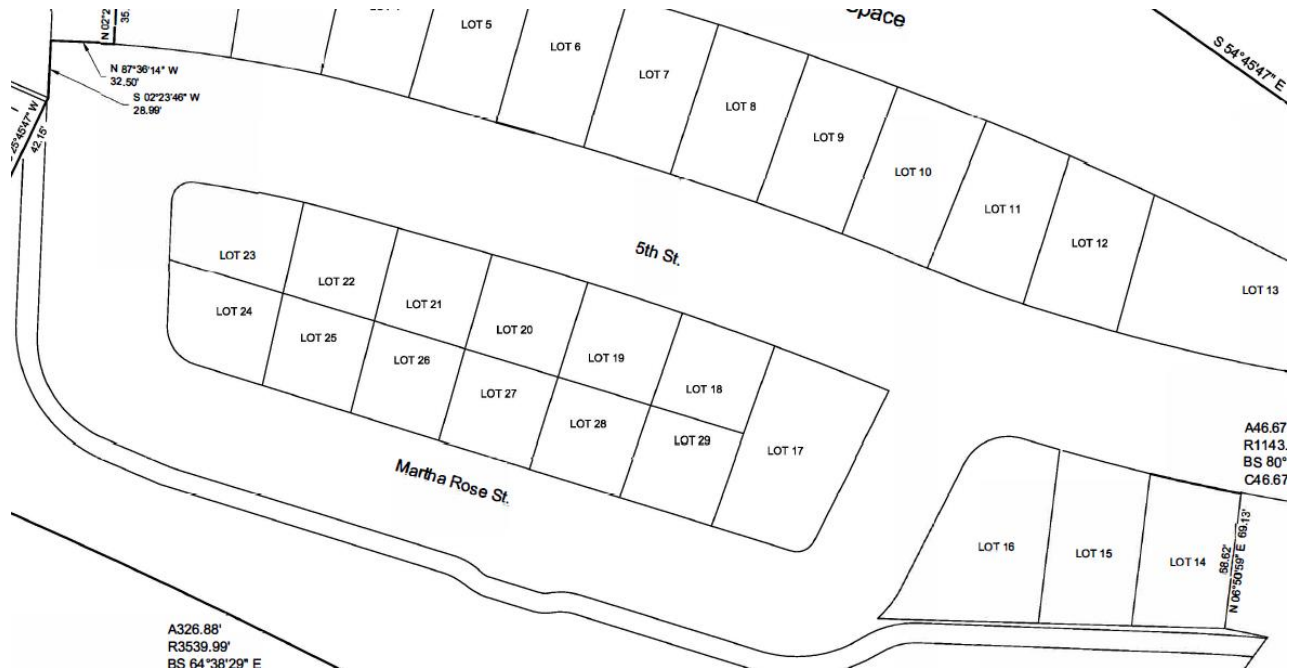 Space
S 54°45'47" E
LOT 5
LOT 6
LOT 7
LOT 8
LOT 9
LOT 10
LOT 11
LOT 12
LOT 13
N 02°2
35.
N 87°36'14" W
32.50'
S 02°23'46" W
28.99'
25°45'47" W
42.15'
5th St.
LOT 23
LOT 22
LOT 21
LOT 20
LOT 19
LOT 18
LOT 17
LOT 24
LOT 25
LOT 26
LOT 27
LOT 28
LOT 29
Martha Rose St.
A46.67
R1143.
BS 80°
C46.67
LOT 16
LOT 15
LOT 14
68.62'
N 06°50'59" E 69.13'
A326.88'
R3539.99'
BS 64°38'29" E